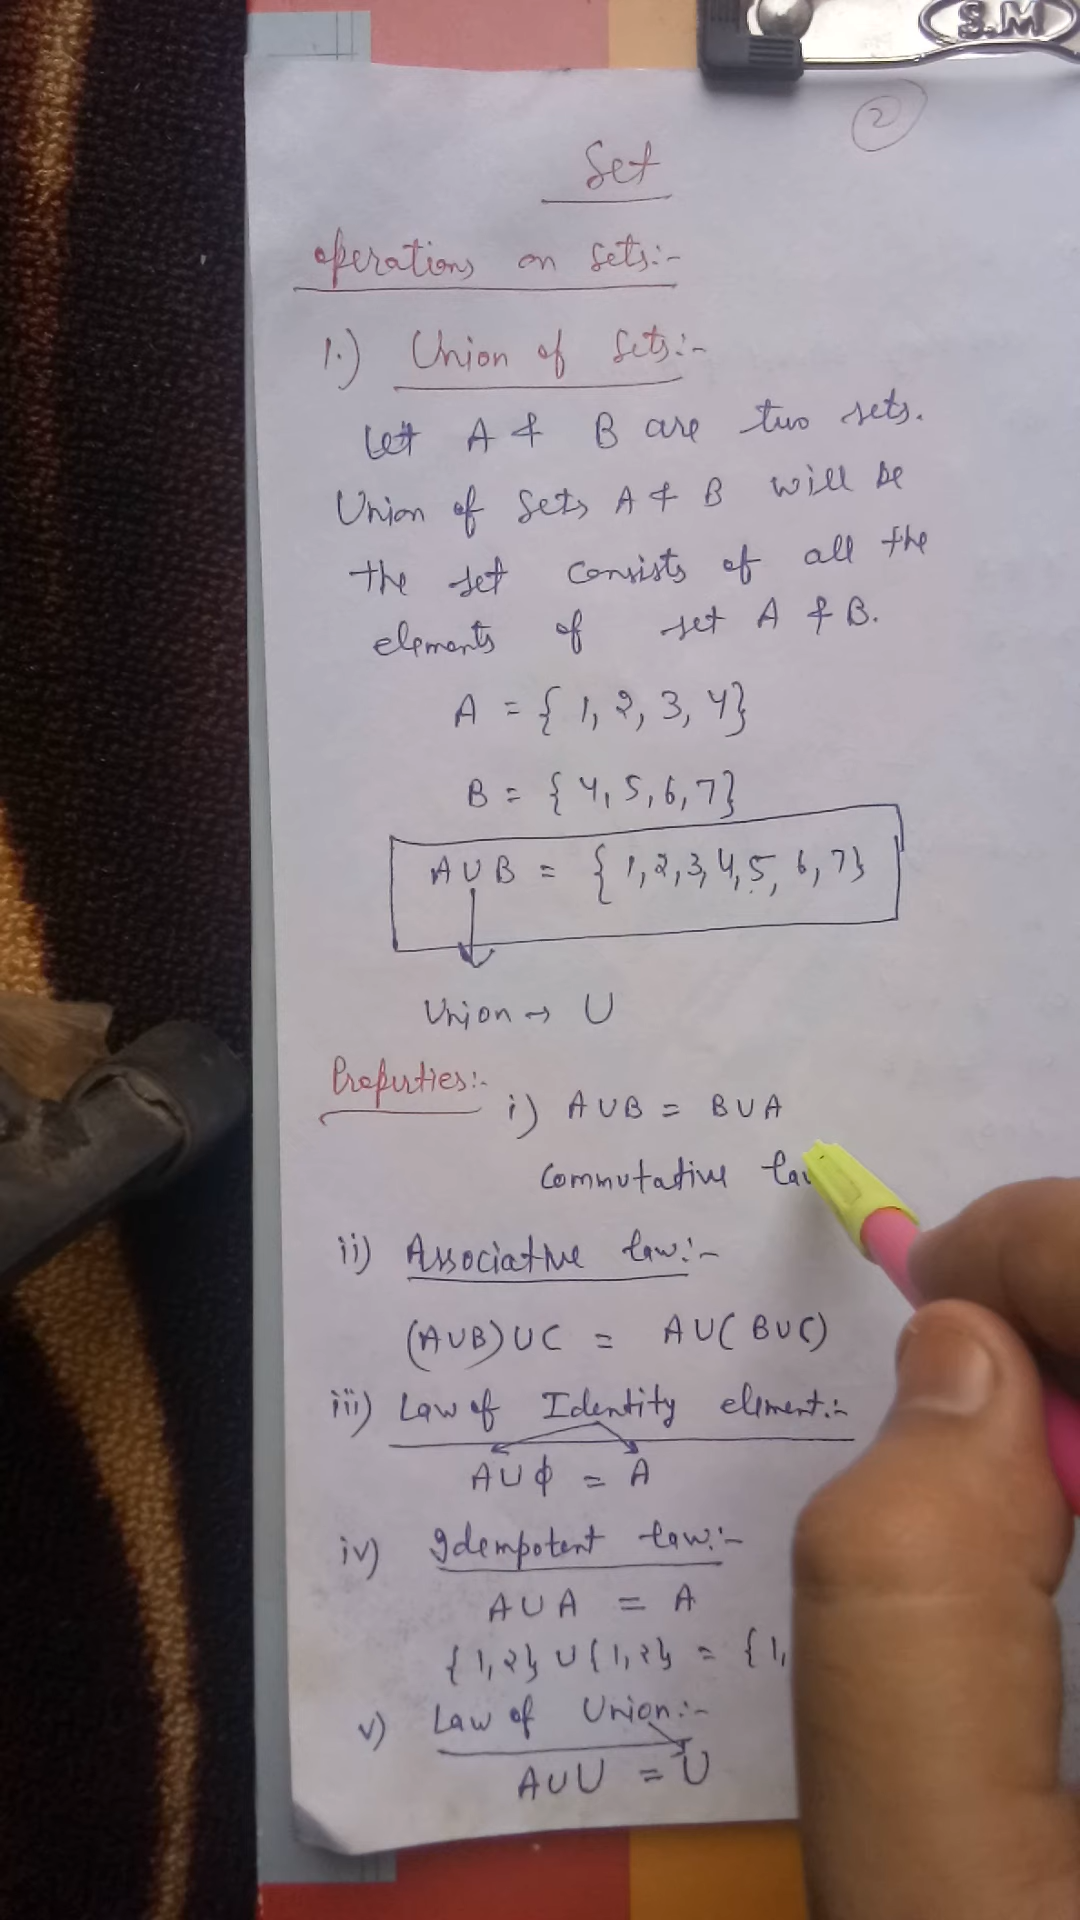 S.M
2
Set
operations on Sets:-
1.) Union of Sets:-
Let A & B are two sets.
Union of Sets A & B will be
the set consists of all the
elements of set A & B.
A = { 1, 2, 3, 4}
B = { 4, 5, 6, 7}
A U B = { 1, 2, 3, 4, 5, 6, 7}
Union → U
Properties:-
i) A U B = B U A
Commutative
ii) Associative law:-
(A U B) U C = A U ( B U C)
iii) Law of Identity element:-
A U ϕ = A
iv) Idempotent law:-
A U A = A
{ 1, 2} U { 1, 2} = { 1,
v) Law of Union:-
A U U = U